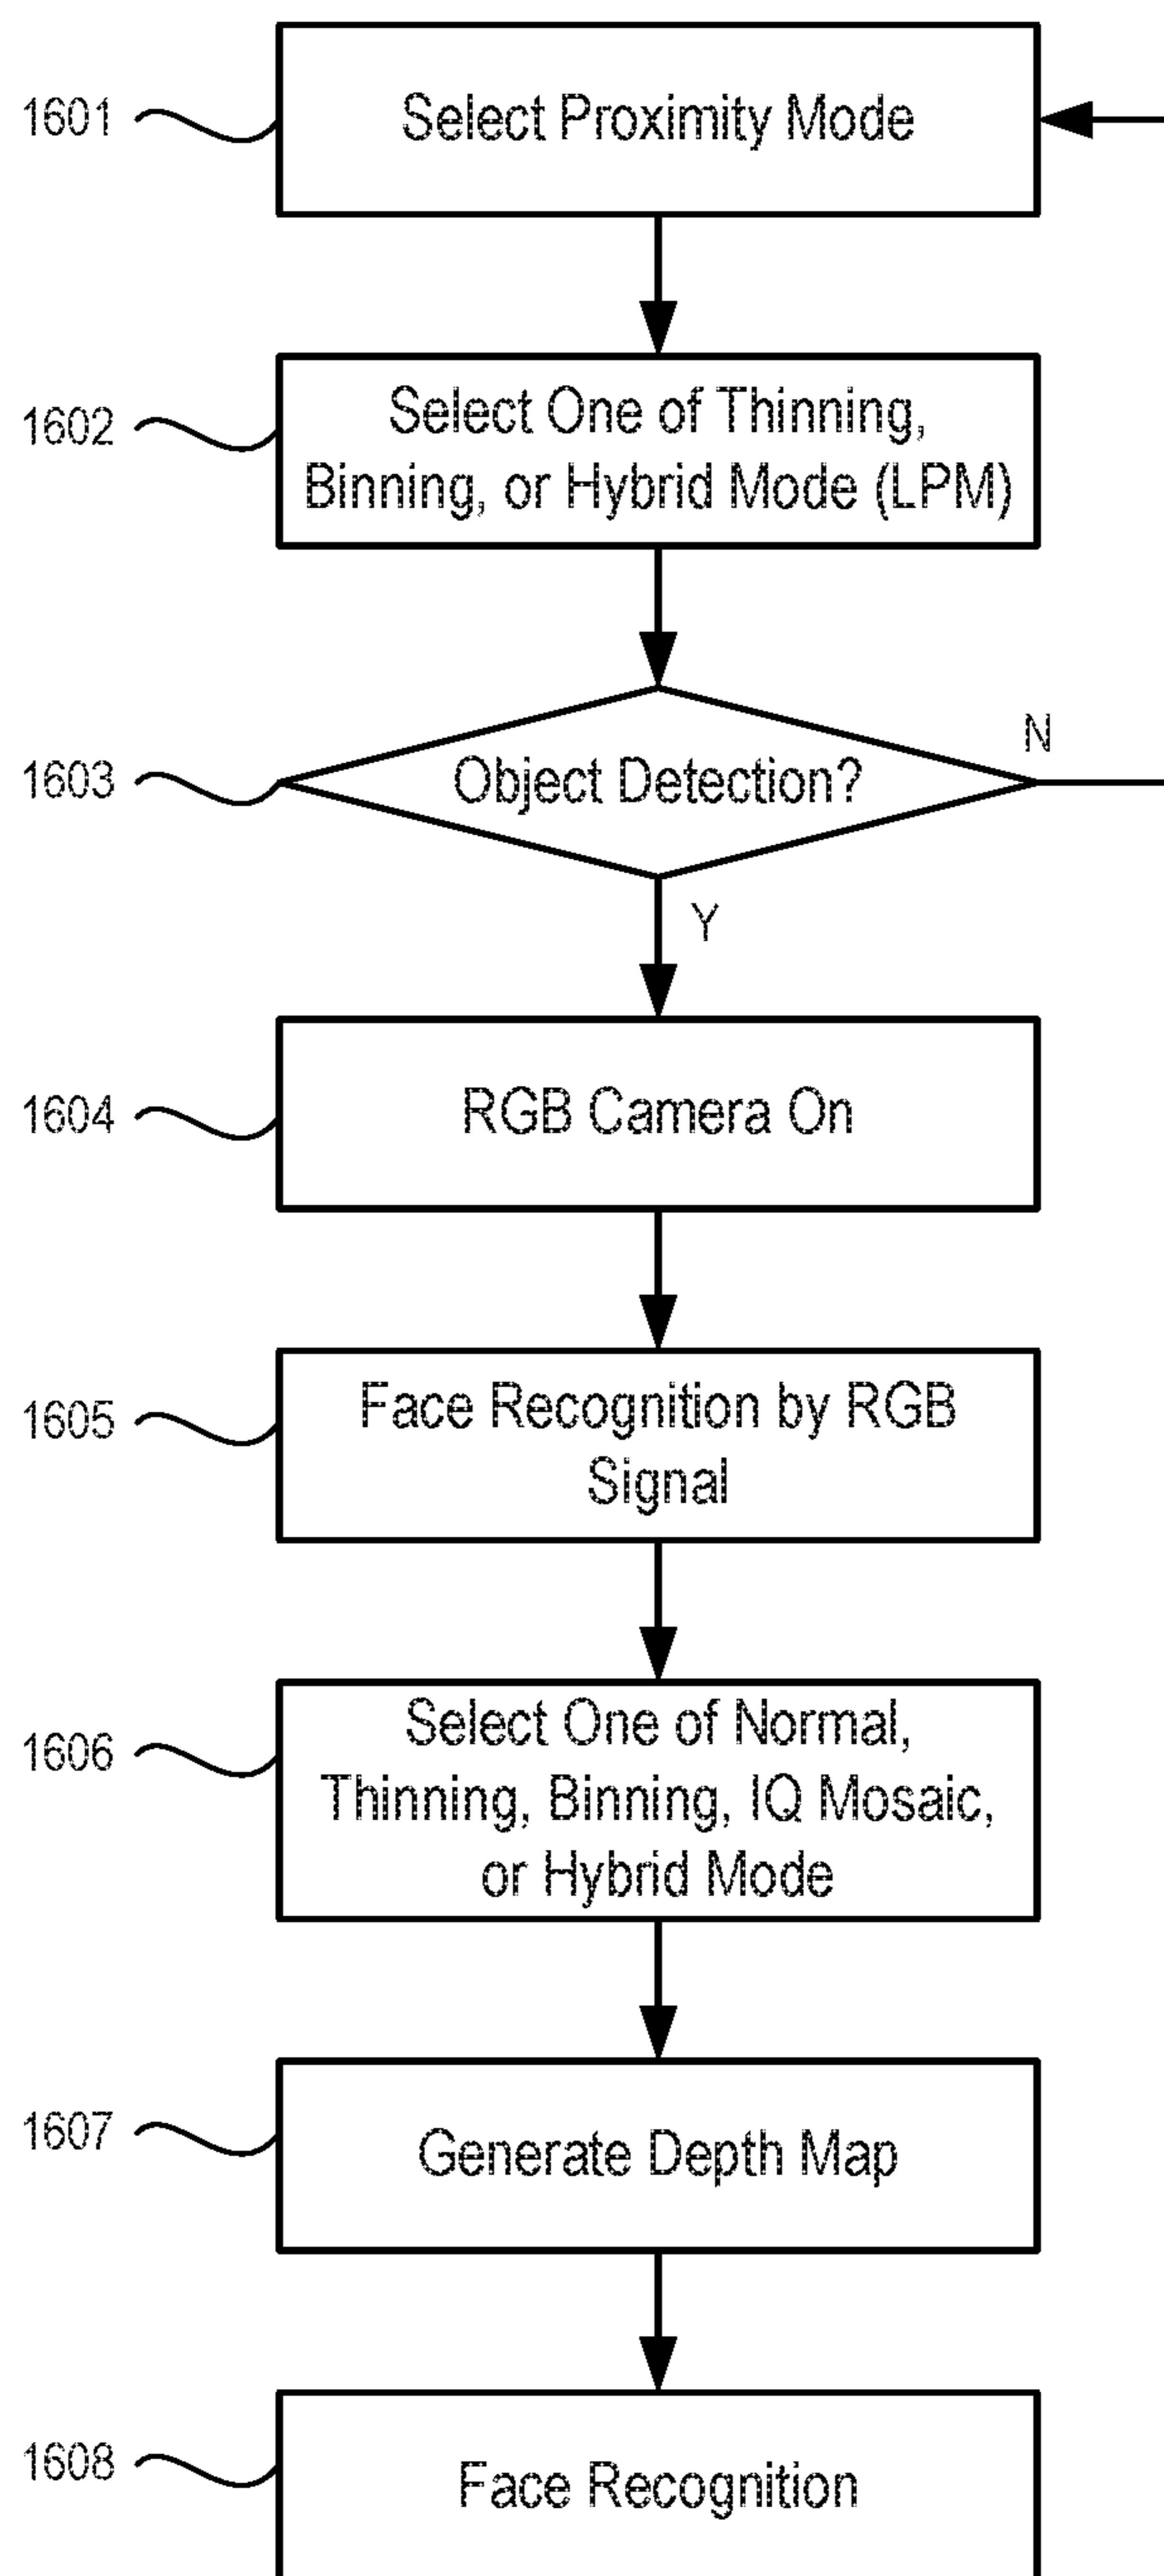 1601
Select Proximity Mode
1602
Select One of Thinning,
Binning, or Hybrid Mode (LPM)
1603
Object Detection?
N
Y
1604
RGB Camera On
1605
Face Recognition by RGB
Signal
1606
Select One of Normal,
Thinning, Binning, IQ Mosaic,
or Hybrid Mode
1607
Generate Depth Map
1608
Face Recognition